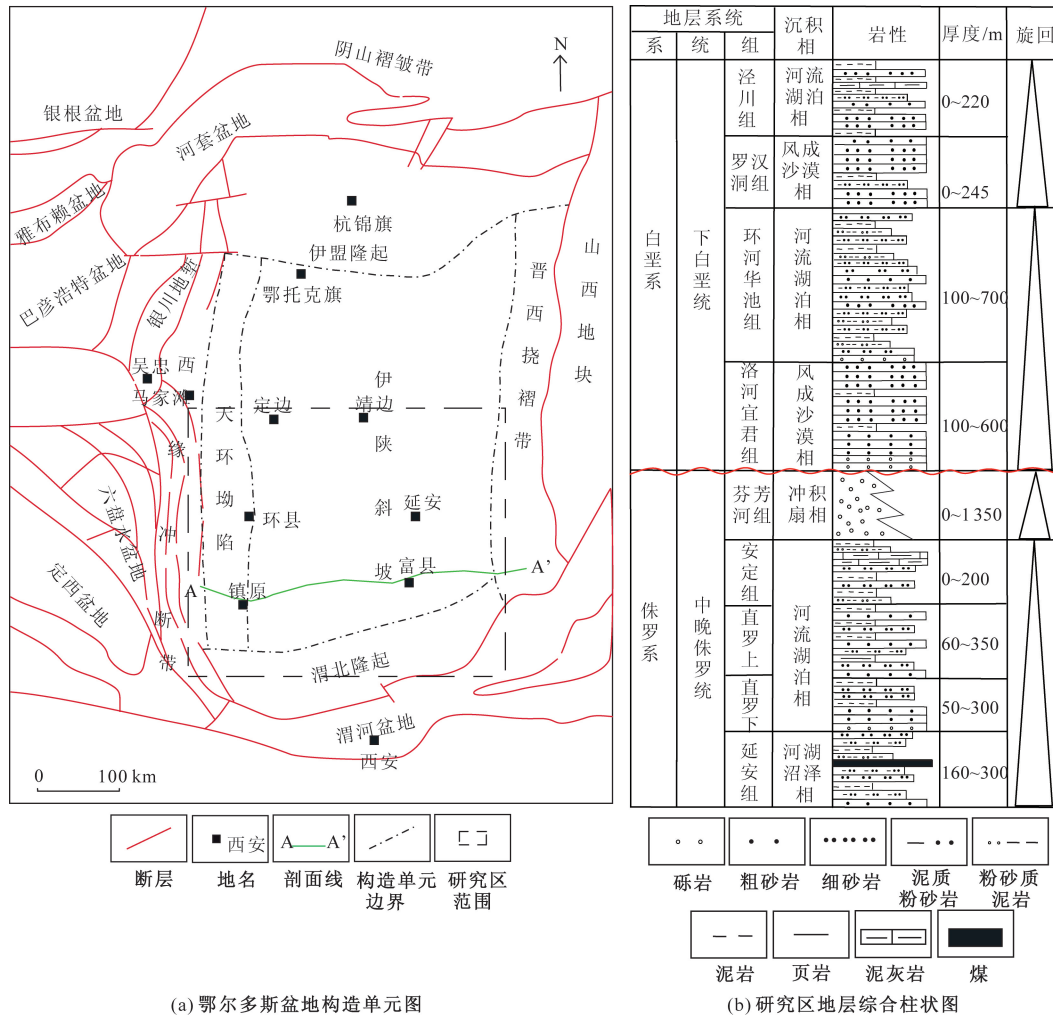 阴山褶皱带
N
银根盆地
河套盆地
雅布赖盆地
杭锦旗
伊盟隆起
鄂托克旗
巴彦浩特盆地
银川地堑
山西地块
晋西挠褶带
吴忠
马家滩
西缘冲断带
天环坳陷
定边
靖边
伊陕斜坡
环县
延安
六盘水盆地
定西盆地
A
镇原
富县
A'
渭北隆起
渭河盆地
西安
0 100 km
西安
A A'
断层 地名 剖面线 构造单元边界 研究区范围
(a) 鄂尔多斯盆地构造单元图
地层系统 沉积相 岩性 厚度/m 旋回
系 统 组
白垩系 下白垩统
泾川组 河流湖泊相 0~220
罗汉洞组 风成沙漠相 0~245
环河华池组 河流湖泊相 100~700
洛河宜君组 风成沙漠相 100~600
侏罗系 中晚侏罗统
芬芳河组 冲积扇相 0~1 350
安定组 0~200
直罗上 河流湖泊相 60~350
直罗下 50~300
延安组 河湖沼泽相 160~300
砾岩 粗砂岩 细砂岩 泥质粉砂岩 粉砂质泥岩
泥岩 页岩 泥灰岩 煤
(b) 研究区地层综合柱状图